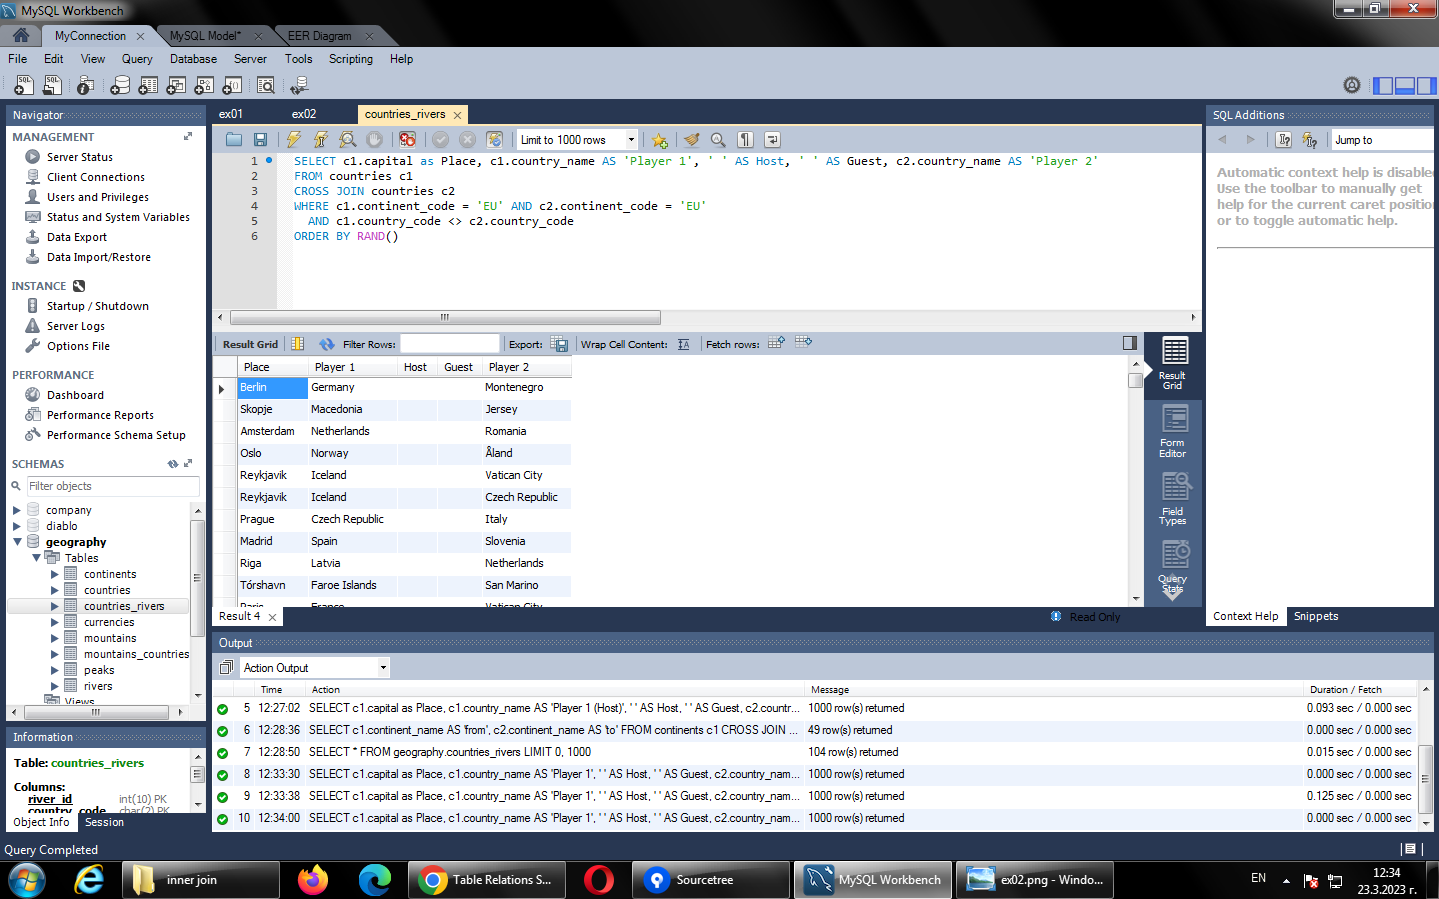 MySQL Workbench
MyConnection
MySQL Model*
EER Diagram
File Edit View Query Database Server Tools Scripting Help
Navigator
MANAGEMENT
Server Status
Client Connections
Users and Privileges
Status and System Variables
Data Export
Data Import/Restore
INSTANCE
Startup / Shutdown
Server Logs
Options File
PERFORMANCE
Dashboard
Performance Reports
Performance Schema Setup
SCHEMAS
Filter objects
company
diablo
geography
Tables
continents
countries
countries_rivers
currencies
mountains
mountains_countries
peaks
rivers
Views
Information
Table: countries_rivers
Columns:
river_id int(10) PK
country_code char(2) PK
Object Info Session
ex01 ex02 countries_rivers
Limit to 1000 rows
1 SELECT c1.capital as Place, c1.country_name AS 'Player 1', ' ' AS Host, ' ' AS Guest, c2.country_name AS 'Player 2'
2 FROM countries c1
3 CROSS JOIN countries c2
4 WHERE c1.continent_code = 'EU' AND c2.continent_code = 'EU'
5 AND c1.country_code <> c2.country_code
6 ORDER BY RAND()
Result Grid Filter Rows: Export: Wrap Cell Content: Fetch rows:
Place Player 1 Host Guest Player 2
Berlin Germany Montenegro
Skopje Macedonia Jersey
Amsterdam Netherlands Romania
Oslo Norway Åland
Reykjavik Iceland Vatican City
Reykjavik Iceland Czech Republic
Prague Czech Republic Italy
Madrid Spain Slovenia
Riga Latvia Netherlands
Tórshavn Faroe Islands San Marino
Paris France Vatican City
Result Grid
Form Editor
Field Types
Query Stats
Result 4
Read Only
SQL Additions
Jump to
Automatic context help is disabled.
Use the toolbar to manually get
help for the current caret position
or to toggle automatic help.
Context Help Snippets
Output
Action Output
Time Action Message Duration / Fetch
5 12:27:02 SELECT c1.capital as Place, c1.country_name AS 'Player 1 (Host)', ' ' AS Host, ' ' AS Guest, c2.countr... 1000 row(s) returned 0.093 sec / 0.000 sec
6 12:28:36 SELECT c1.continent_name AS 'from', c2.continent_name AS 'to' FROM continents c1 CROSS JOIN ... 49 row(s) returned 0.000 sec / 0.000 sec
7 12:28:50 SELECT * FROM geography.countries_rivers LIMIT 0, 1000 104 row(s) returned 0.015 sec / 0.000 sec
8 12:33:30 SELECT c1.capital as Place, c1.country_name AS 'Player 1', ' ' AS Host, ' ' AS Guest, c2.country_nam... 1000 row(s) returned 0.000 sec / 0.000 sec
9 12:33:38 SELECT c1.capital as Place, c1.country_name AS 'Player 1', ' ' AS Host, ' ' AS Guest, c2.country_nam... 1000 row(s) returned 0.125 sec / 0.000 sec
10 12:34:00 SELECT c1.capital as Place, c1.country_name AS 'Player 1', ' ' AS Host, ' ' AS Guest, c2.country_nam... 1000 row(s) returned 0.000 sec / 0.000 sec
Query Completed
inner join
Table Relations S...
Sourcetree
MySQL Workbench
ex02.png - Windo...
EN
12:34
23.3.2023 г.